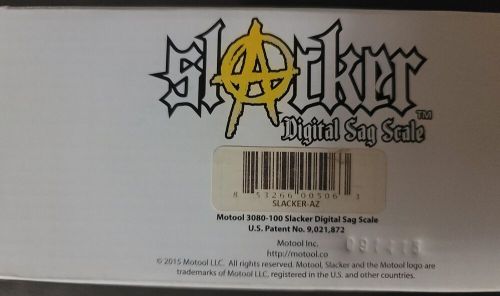 slacker
TM
Digital Sag Scale
8 53266 00506 3
SLACKER-AZ
Motool 3080-100 Slacker Digital Sag Scale
U.S. Patent No. 9,021,872
Motool Inc.
http://motool.co
© 2015 Motool LLC. All rights reserved. Motool, Slacker and the Motool logo are
trademarks of Motool LLC, registered in the U.S. and other countries.